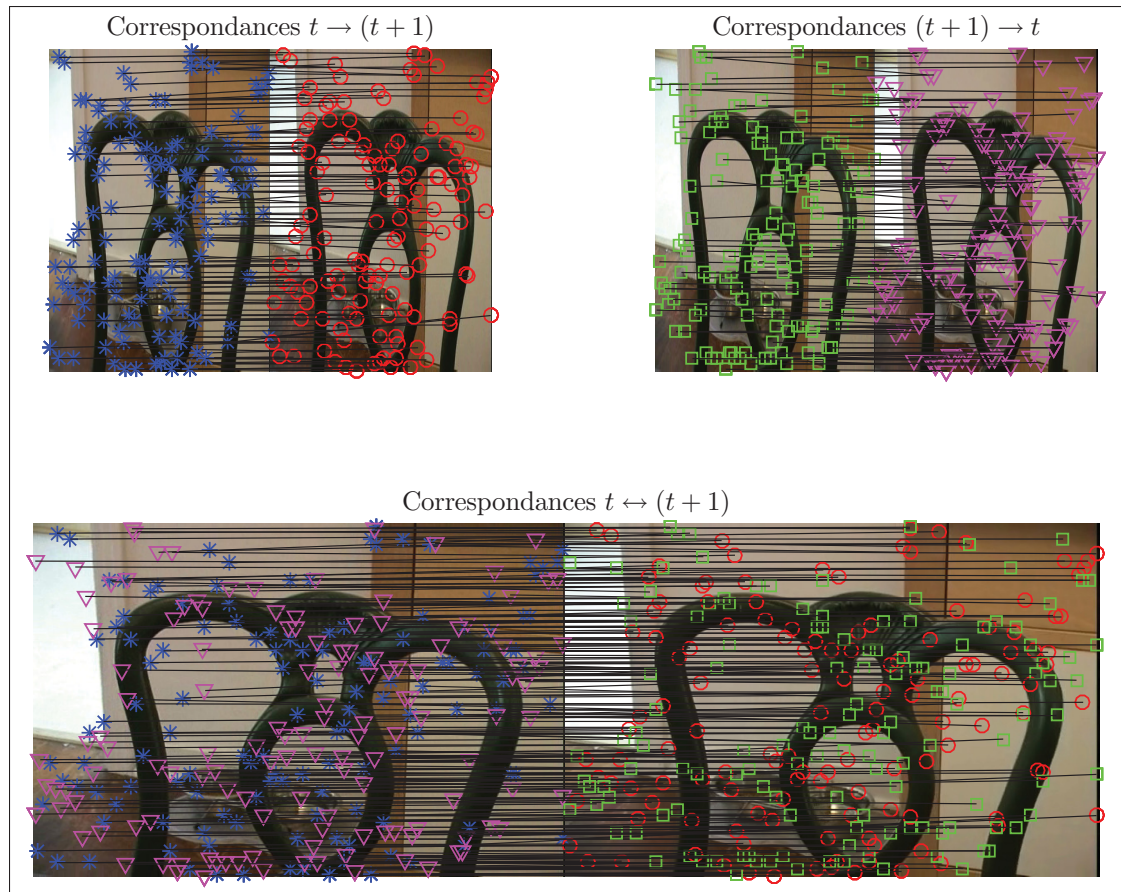 Correspondances t → (t + 1)
Correspondances (t + 1) → t
Correspondances t ↔ (t + 1)